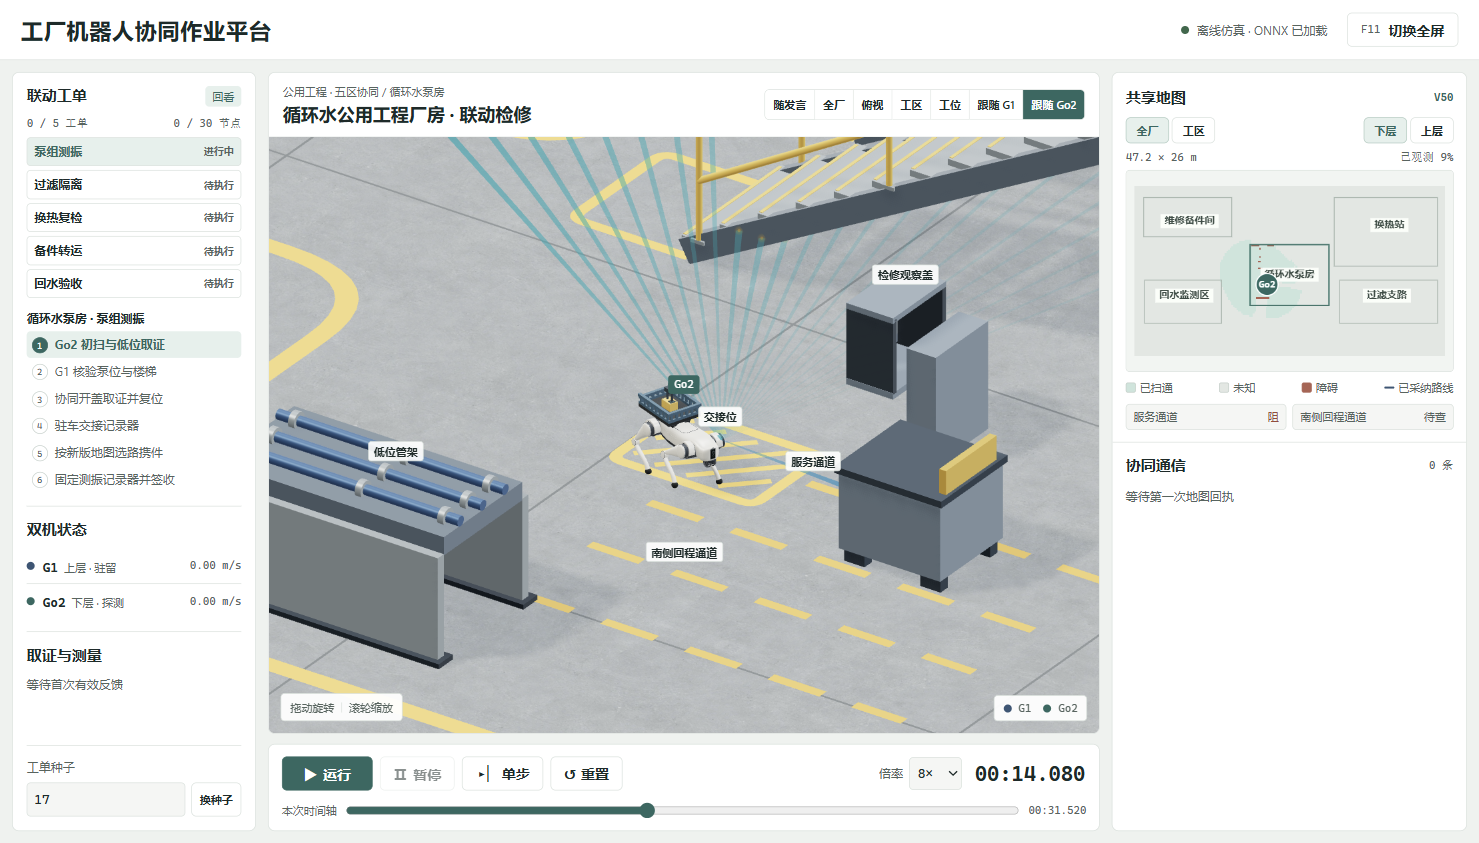 工厂机器人协同作业平台
离线仿真 · ONNX 已加载
F11 切换全屏
联动工单
回看
0 / 5 工单
0 / 30 节点
泵组测振
进行中
过滤隔离
待执行
换热复检
待执行
备件转运
待执行
回水验收
待执行
循环水泵房 · 泵组测振
1 Go2 初扫与低位取证
2 G1 核验泵位与楼梯
3 协同开盖取证并复位
4 驻车交接记录器
5 按新版地图选路携件
6 固定测振记录器并签收
双机状态
G1 上层 · 驻留
0.00 m/s
Go2 下层 · 探测
0.00 m/s
取证与测量
等待首次有效反馈
工单种子
17
换种子
公用工程 · 五区协同 / 循环水泵房
循环水公用工程厂房 · 联动检修
随发言
全厂
俯视
工区
工位
跟随 G1
跟随 Go2
检修观察盖
Go2
交接位
低位管架
服务通道
南侧回程通道
拖动旋转
滚轮缩放
G1
Go2
▶ 运行
暂停
单步
↺ 重置
倍率
8×
00:14.080
本次时间轴
00:31.520
共享地图
V50
全厂
工区
下层
上层
47.2 × 26 m
已观测 9%
维修备件间
换热站
循环水泵房
Go2
回水监测区
过滤支路
已扫通
未知
障碍
已采纳路线
服务通道
阻
南侧回程通道
待查
协同通信
0 条
等待第一次地图回执